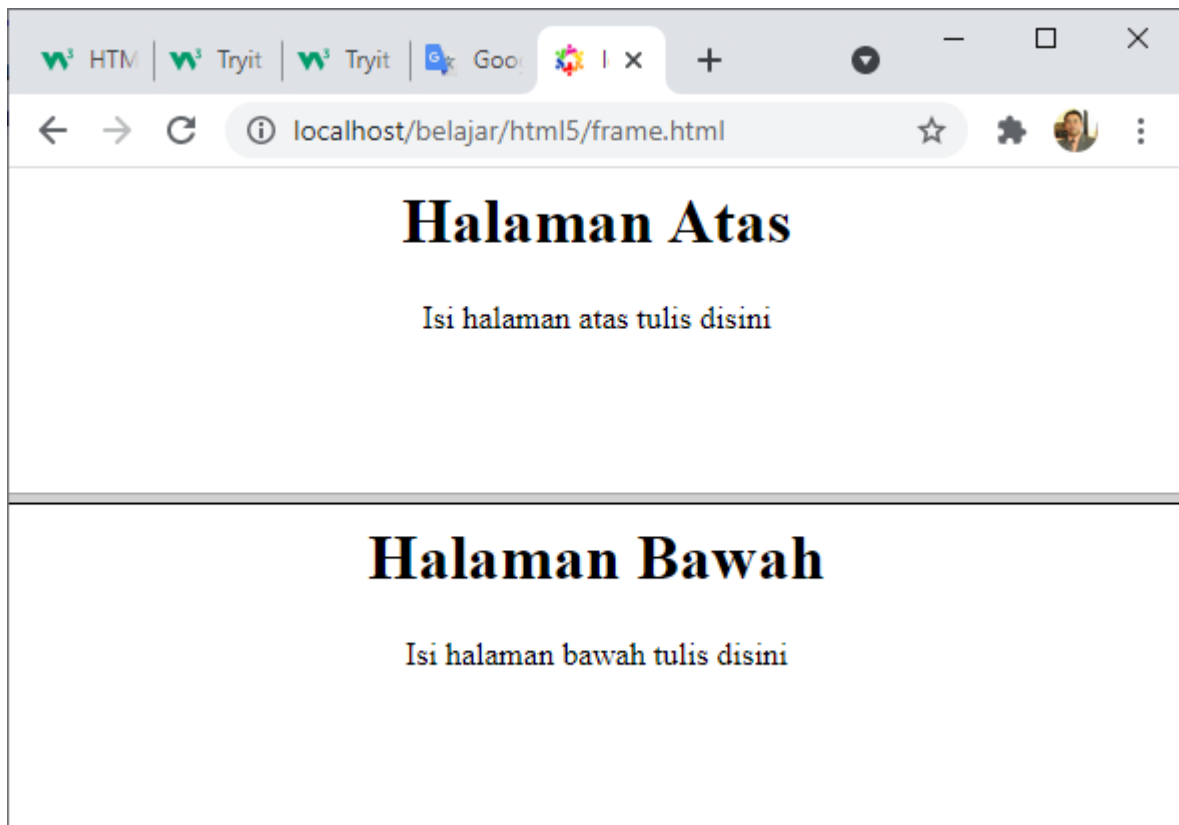 HTM Tryit Tryit Goo
localhost/belajar/html5/frame.html
Halaman Atas
Isi halaman atas tulis disini
Halaman Bawah
Isi halaman bawah tulis disini